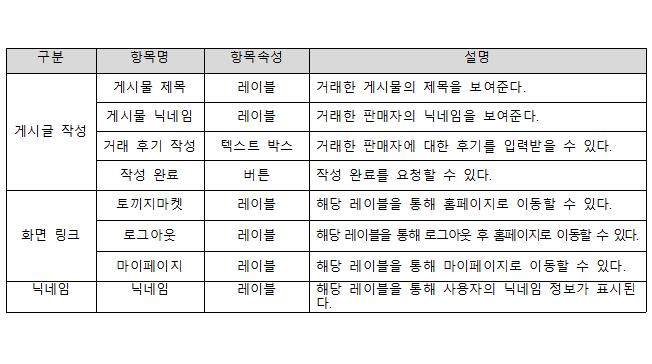 구분 항목명 항목속성 설명
게시물 제목 레이블 거래한 게시물의 제목을 보여준다.
게시물 닉네임 레이블 거래한 판매자의 닉네임을 보여준다.
게시글 작성
거래 후기 작성 텍스트 박스 거래한 판매자에 대한 후기를 입력받을 수 있다.
작성 완료 버튼 작성 완료를 요청할 수 있다.
토끼지마켓 레이블 해당 레이블을 통해 홈페이지로 이동할 수 있다.
화면 링크 로그아웃 레이블 해당 레이블을 통해 로그아웃 후 홈페이지로 이동할 수 있다.
마이페이지 레이블 해당 레이블을 통해 마이페이지로 이동할 수 있다.
닉네임 닉네임 레이블 해당 레이블을 통해 사용자의 닉네임 정보가 표시된
다.